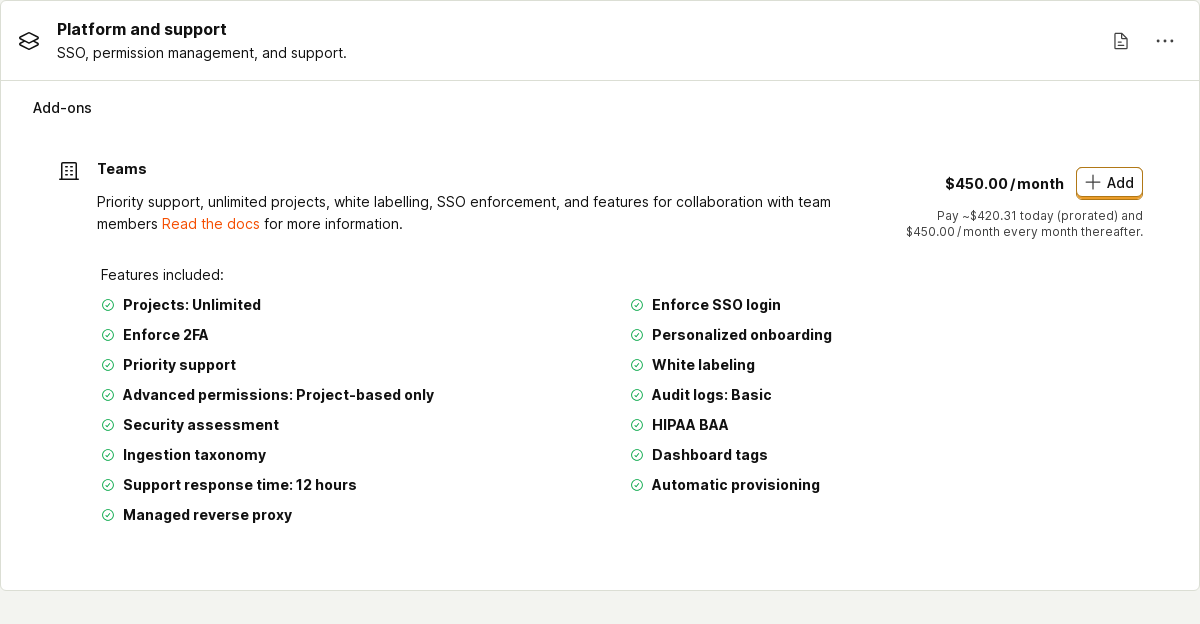 Platform and support
SSO, permission management, and support.
Add-ons
Teams
Priority support, unlimited projects, white labelling, SSO enforcement, and features for collaboration with team
members Read the docs for more information.
$450.00/month
Add
Pay ~$420.31 today (prorated) and
$450.00/month every month thereafter.
Features included:
Projects: Unlimited
Enforce 2FA
Priority support
Advanced permissions: Project-based only
Security assessment
Ingestion taxonomy
Support response time: 12 hours
Managed reverse proxy
Enforce SSO login
Personalized onboarding
White labeling
Audit logs: Basic
HIPAA BAA
Dashboard tags
Automatic provisioning